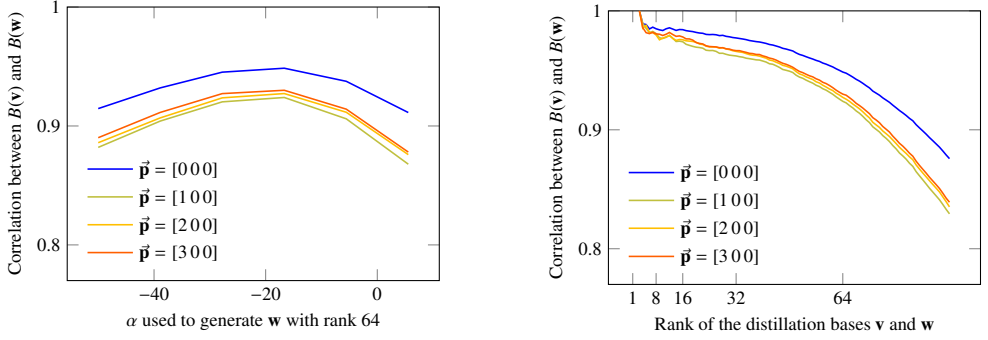 1
0.9
0.8
Correlation between B(v) and B(w)
p⃗ = [0 0 0]
p⃗ = [1 0 0]
p⃗ = [2 0 0]
p⃗ = [3 0 0]
−40 −20 0
α used to generate w with rank 64
1
0.9
0.8
Correlation between B(v) and B(w)
p⃗ = [0 0 0]
p⃗ = [1 0 0]
p⃗ = [2 0 0]
p⃗ = [3 0 0]
1 8 16 32 64
Rank of the distillation bases v and w